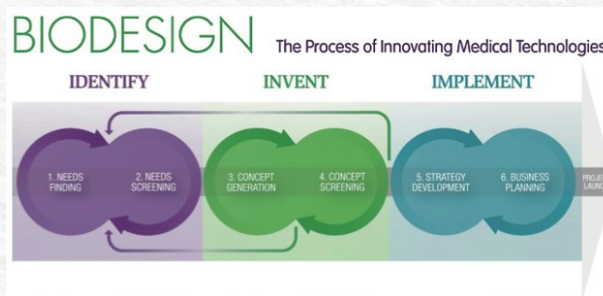 BIODESIGN
The Process of Innovating Medical Technologies
IDENTIFY
INVENT
IMPLEMENT
1. NEEDS
FINDING
2. NEEDS
SCREENING
3. CONCEPT
GENERATION
4. CONCEPT
SCREENING
5. STRATEGY
DEVELOPMENT
6. BUSINESS
PLANNING